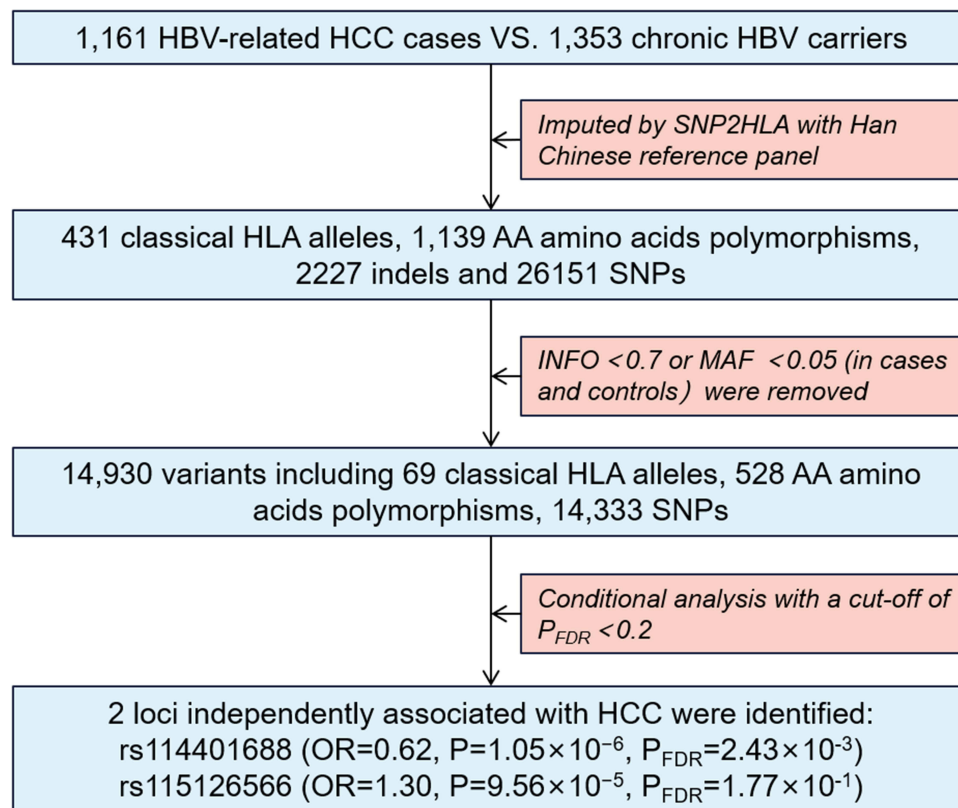 1,161 HBV-related HCC cases VS. 1,353 chronic HBV carriers
Imputed by SNP2HLA with Han
Chinese reference panel
431 classical HLA alleles, 1,139 AA amino acids polymorphisms,
2227 indels and 26151 SNPs
INFO <0.7 or MAF <0.05 (in cases
and controls） were removed
14,930 variants including 69 classical HLA alleles, 528 AA amino
acids polymorphisms, 14,333 SNPs
Conditional analysis with a cut-off of
P_FDR <0.2
2 loci independently associated with HCC were identified:
rs114401688 (OR=0.62, P=1.05×10⁻⁶, P_FDR=2.43×10⁻³)
rs115126566 (OR=1.30, P=9.56×10⁻⁵, P_FDR=1.77×10⁻¹)